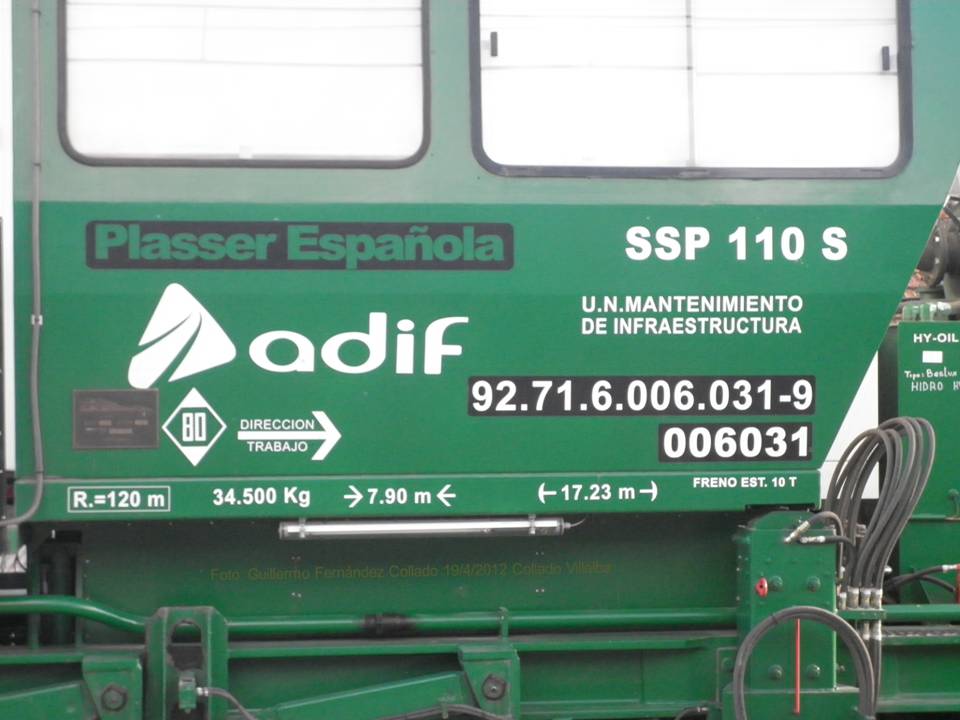 Plasser Española
SSP 110 S
U.N.MANTENIMIENTO
DE INFRAESTRUCTURA
adif
92.71.6.006.031-9
006031
80
DIRECCION
TRABAJO
R.=120 m
34.500 Kg
7.90 m
17.23 m
FRENO EST. 10 T
HY-OIL
Tipo:
HIDRO
Foto Guillermo Fernández Collado 19/4/2012 Collado Villalba